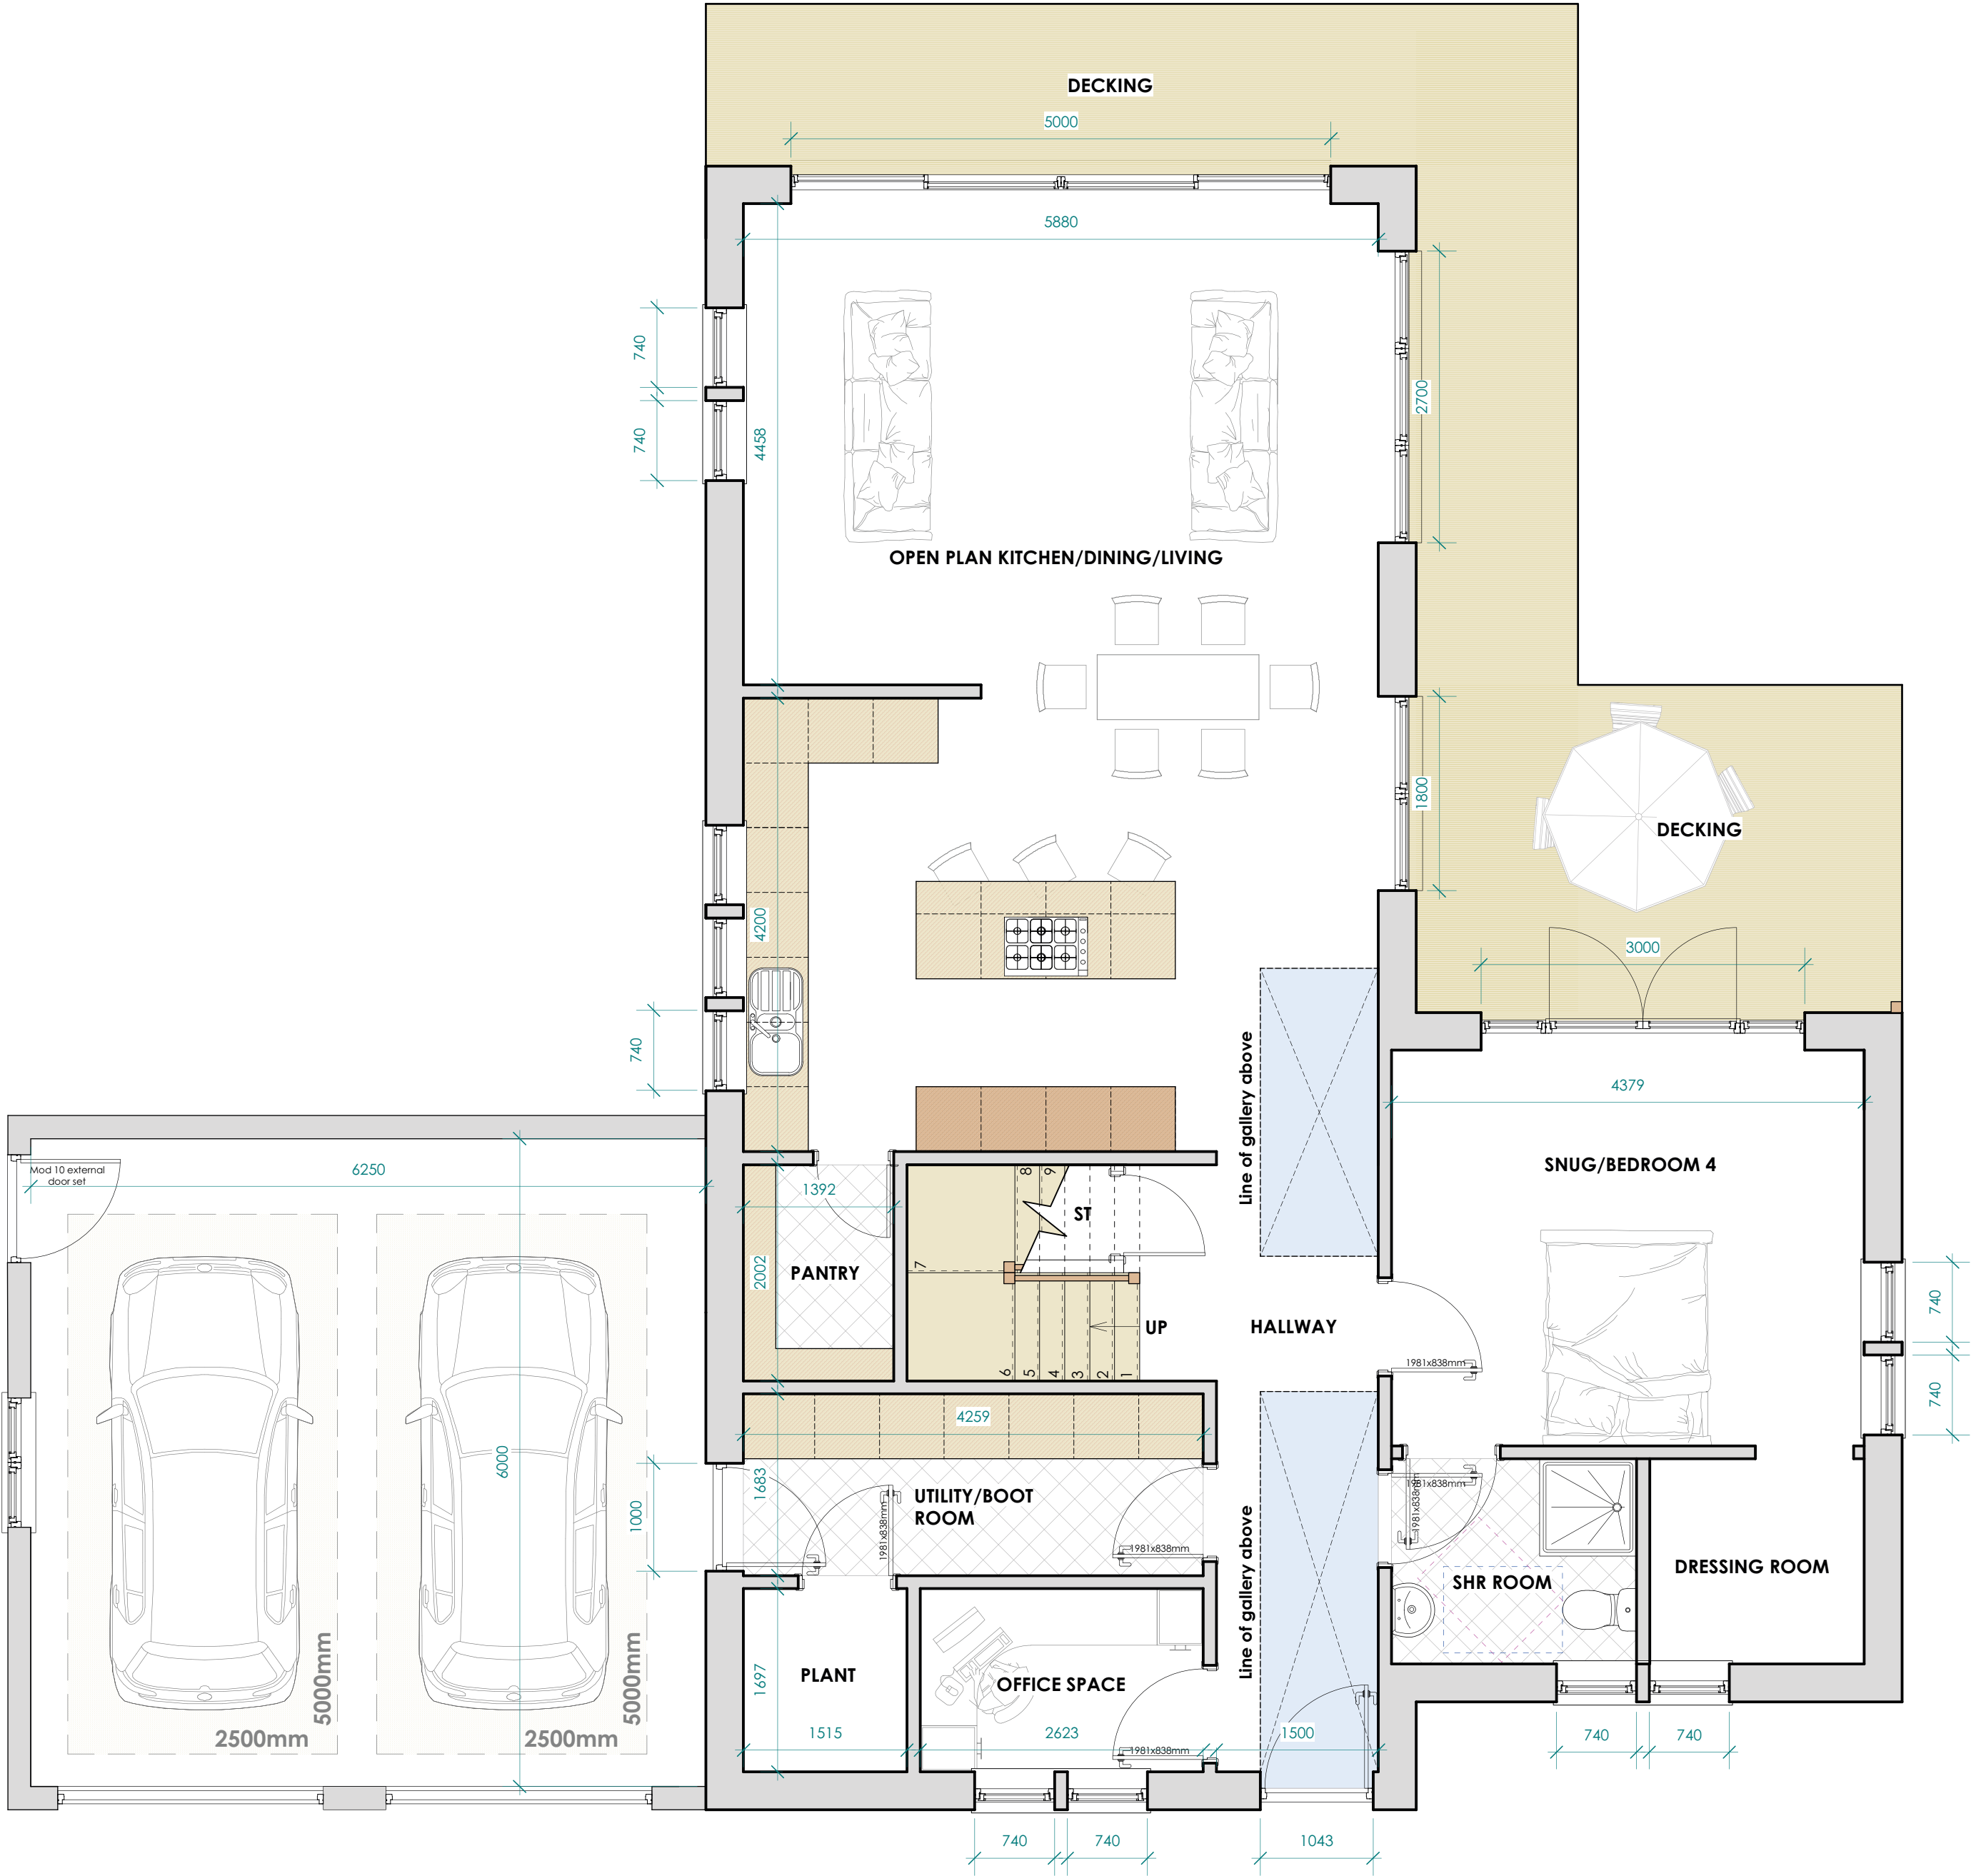 DECKING
5000
5880
740
740
4458
2700
OPEN PLAN KITCHEN/DINING/LIVING
1800
DECKING
4200
3000
740
Line of gallery above
4379
Mod 10 external
door set
6250
SNUG/BEDROOM 4
1392
8
9
ST
PANTRY
2002
7
UP
HALLWAY
6
5
4
3
2
1
1981x838mm
740
740
4259
6000
1683
1000
UTILITY/BOOT
ROOM
1981x838mm
1981x838mm
1981x838mm
1981x838mm
Line of gallery above
SHR ROOM
DRESSING ROOM
PLANT
1697
OFFICE SPACE
5000mm
2500mm
5000mm
2500mm
1515
2623
1981x838mm
1500
740
740
740
740
1043